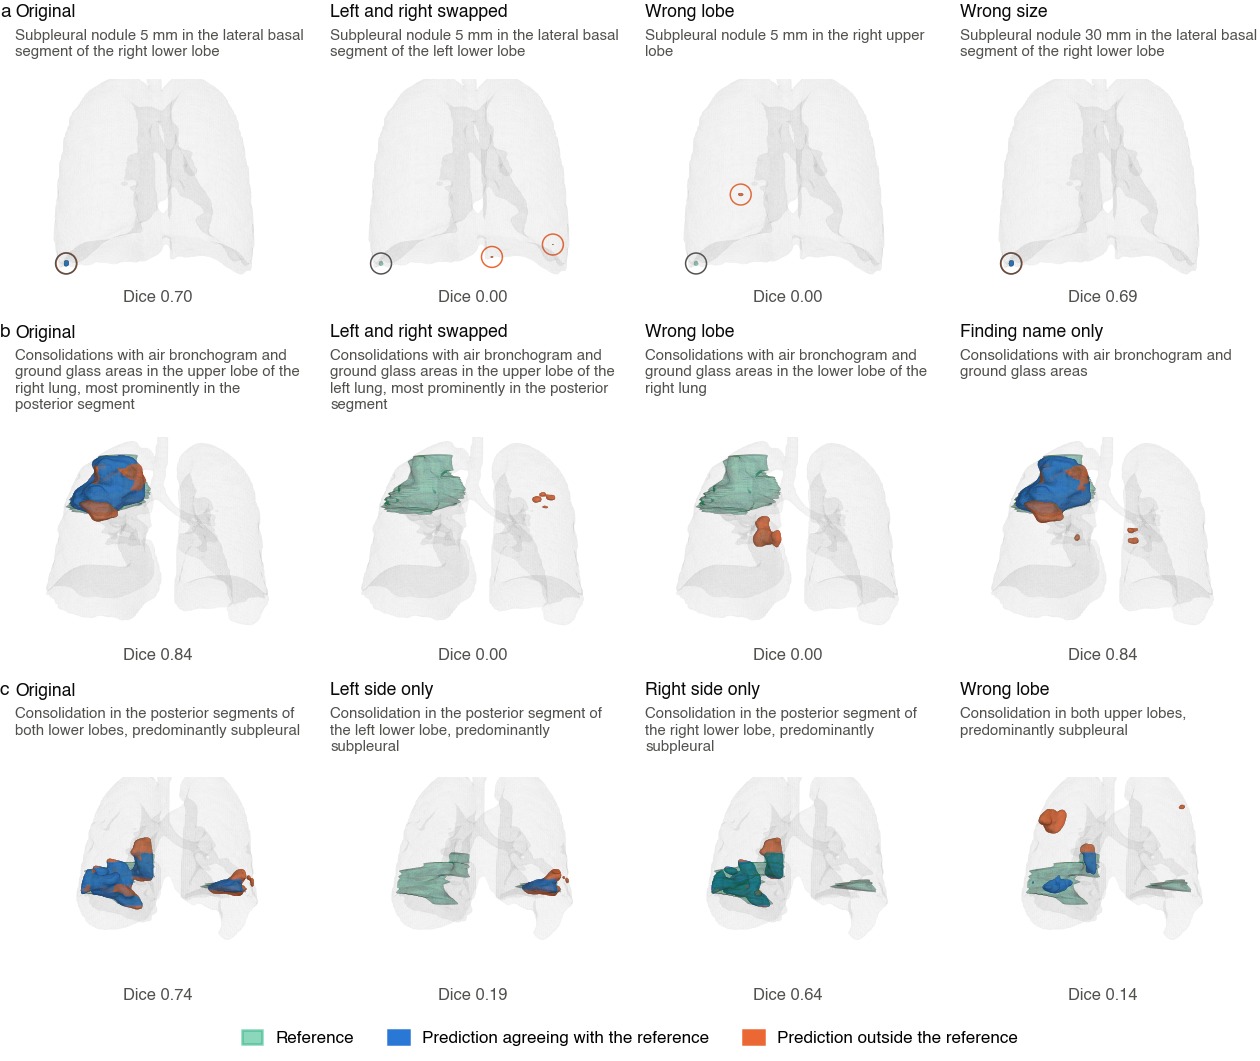 a Original
Subpleural nodule 5 mm in the lateral basal
segment of the right lower lobe
Left and right swapped
Subpleural nodule 5 mm in the lateral basal
segment of the left lower lobe
Wrong lobe
Subpleural nodule 5 mm in the right upper
lobe
Wrong size
Subpleural nodule 30 mm in the lateral basal
segment of the right lower lobe
Dice 0.70
Dice 0.00
Dice 0.00
Dice 0.69
b Original
Consolidations with air bronchogram and
ground glass areas in the upper lobe of the
right lung, most prominently in the
posterior segment
Left and right swapped
Consolidations with air bronchogram and
ground glass areas in the upper lobe of the
left lung, most prominently in the posterior
segment
Wrong lobe
Consolidations with air bronchogram and
ground glass areas in the lower lobe of the
right lung
Finding name only
Consolidations with air bronchogram and
ground glass areas
Dice 0.84
Dice 0.00
Dice 0.00
Dice 0.84
c Original
Consolidation in the posterior segments of
both lower lobes, predominantly subpleural
Left side only
Consolidation in the posterior segment of
the left lower lobe, predominantly
subpleural
Right side only
Consolidation in the posterior segment of
the right lower lobe, predominantly
subpleural
Wrong lobe
Consolidation in both upper lobes,
predominantly subpleural
Dice 0.74
Dice 0.19
Dice 0.64
Dice 0.14
Reference
Prediction agreeing with the reference
Prediction outside the reference